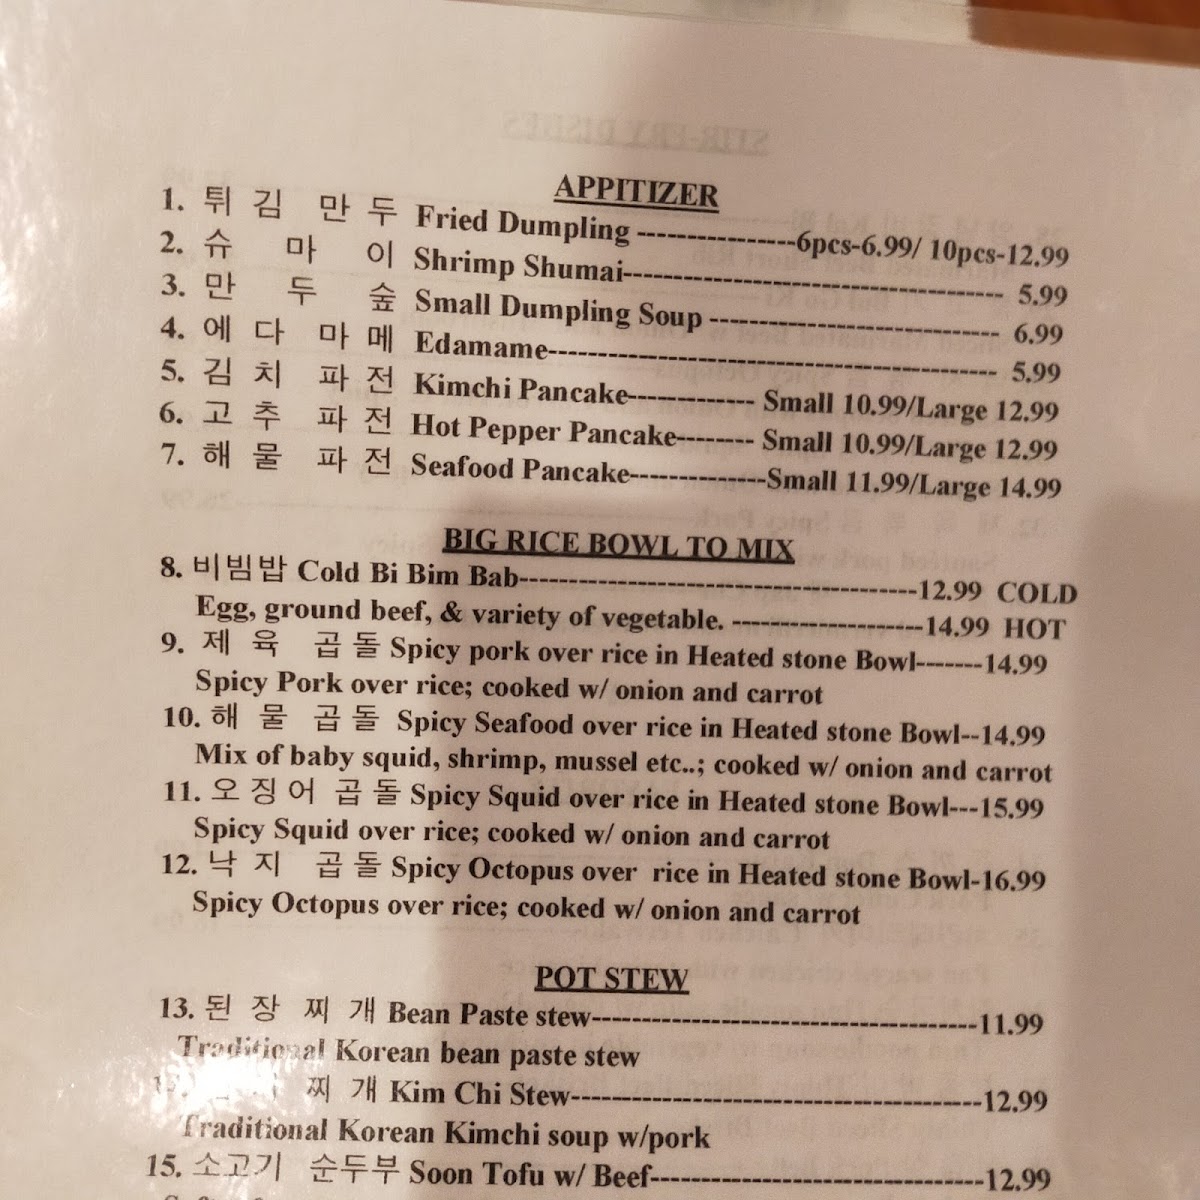 APPITIZER
1. 튀 김 만 두 Fried Dumpling ----------------6pcs-6.99/ 10pcs-12.99
2. 슈 마 이 Shrimp Shumai-------------------------------------- 5.99
3. 만 두 숲 Small Dumpling Soup ----------------------------- 6.99
4. 에 다 마 메 Edamame--------------------------------------------- 5.99
5. 김 치 파 전 Kimchi Pancake------------- Small 10.99/Large 12.99
6. 고 추 파 전 Hot Pepper Pancake-------- Small 10.99/Large 12.99
7. 해 물 파 전 Seafood Pancake--------------Small 11.99/Large 14.99
BIG RICE BOWL TO MIX
8. 비빔밥 Cold Bi Bim Bab----------------------------------------12.99 COLD
Egg, ground beef, & variety of vegetable. -------------------14.99 HOT
9. 제 육 곱돌 Spicy pork over rice in Heated stone Bowl-------14.99
Spicy Pork over rice; cooked w/ onion and carrot
10. 해 물 곱 돌 Spicy Seafood over rice in Heated stone Bowl--14.99
Mix of baby squid, shrimp, mussel etc..; cooked w/ onion and carrot
11. 오 징 어 곱 돌 Spicy Squid over rice in Heated stone Bowl---15.99
Spicy Squid over rice; cooked w/ onion and carrot
12. 낙 지 곱 돌 Spicy Octopus over rice in Heated stone Bowl-16.99
Spicy Octopus over rice; cooked w/ onion and carrot
POT STEW
13. 된 장 찌 개 Bean Paste stew---------------------------------------11.99
Traditional Korean bean paste stew
찌 개 Kim Chi Stew-----------------------------------------12.99
Traditional Korean Kimchi soup w/pork
15. 소고기 순두부 Soon Tofu w/ Beef----------------------------------12.99